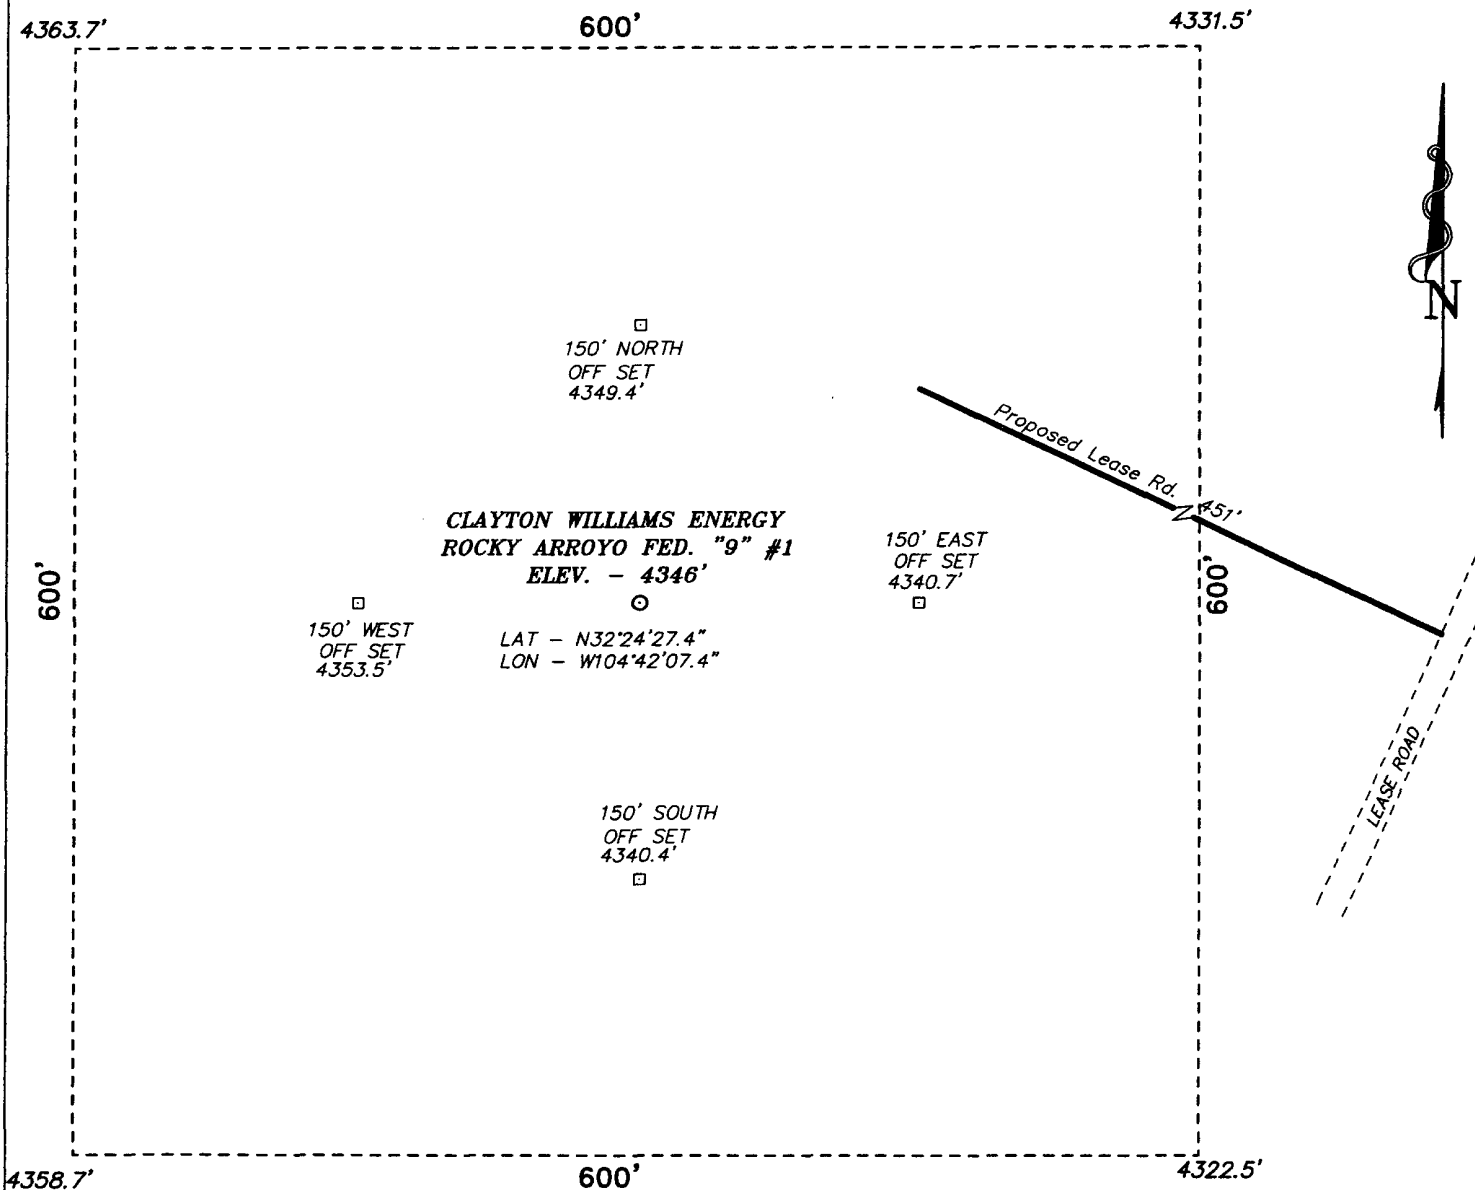 4363.7'
600'
4331.5'
N
150' NORTH
OFF SET
4349.4'
Proposed Lease Rd.
451'
CLAYTON WILLIAMS ENERGY
ROCKY ARROYO FED. "9" #1
ELEV. - 4346'
150' EAST
OFF SET
4340.7'
600'
600'
150' WEST
OFF SET
4353.5'
LAT - N32°24'27.4"
LON - W104°42'07.4"
LEASE ROAD
150' SOUTH
OFF SET
4340.4'
4358.7'
600'
4322.5'